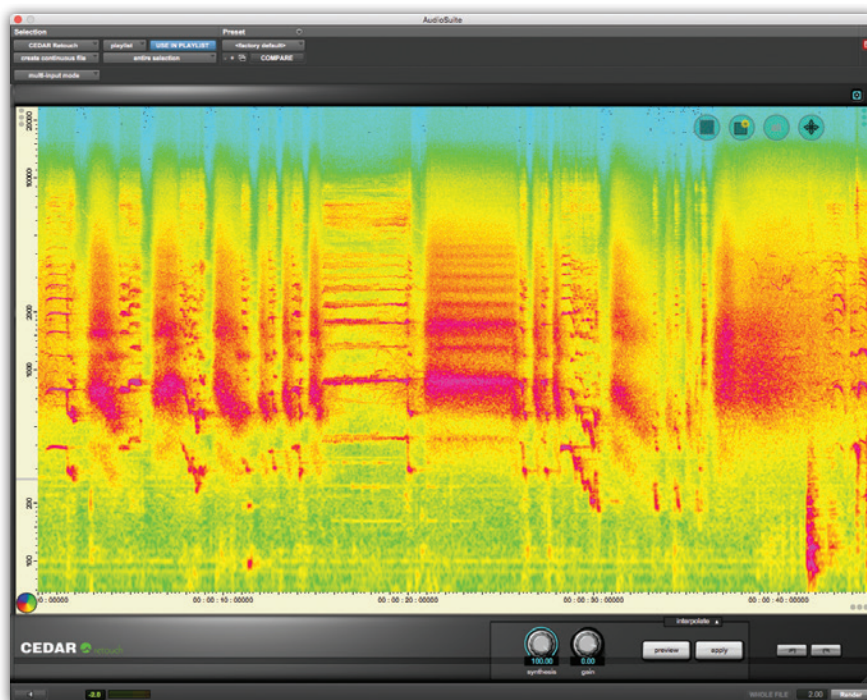 AudioSuite
Selection
Preset
CEDAR Retouch
playlist
USE IN PLAYLIST
<factory default>
create continuous file
entire selection
- +
COMPARE
multi-input mode
20000
10000
2000
1000
200
100
00 : 00000
00 : 00 : 10 : 00000
00 : 00 : 20 : 00000
00 : 00 : 30 : 00000
00 : 00 : 40 : 00000
interpolate
CEDAR retouch
100.00
0.00
preview
apply
synthesis
gain
-2.8
WHOLE FILE
2.00
Render